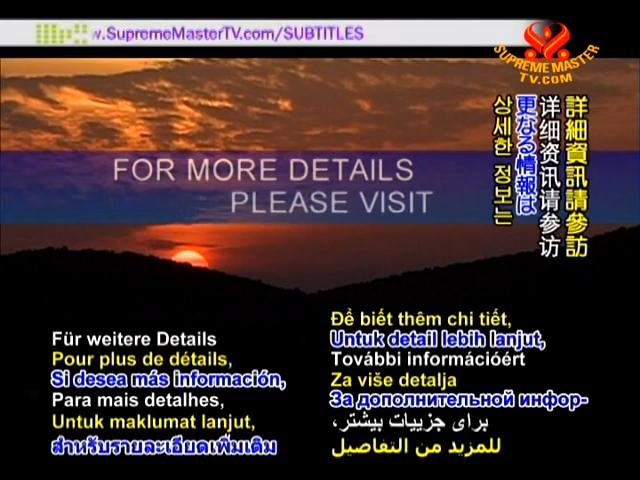 w.SupremeMasterTV.com/SUBTITLES
SUPREME MASTER
TV.COM
FOR MORE DETAILS
PLEASE VISIT
詳細資訊請參訪
详细资讯请参访
更なる情報は
상세한 정보는
Für weitere Details
Pour plus de détails,
Si desea más información,
Para mais detalhes,
Untuk maklumat lanjut,
สำหรับรายละเอียดเพิ่มเติม
Để biết thêm chi tiết,
Untuk detail lebih lanjut,
További információért
Za više detalja
За дополнительной инфор-
برای جزییات بیشتر،
للمزيد من التفاصيل